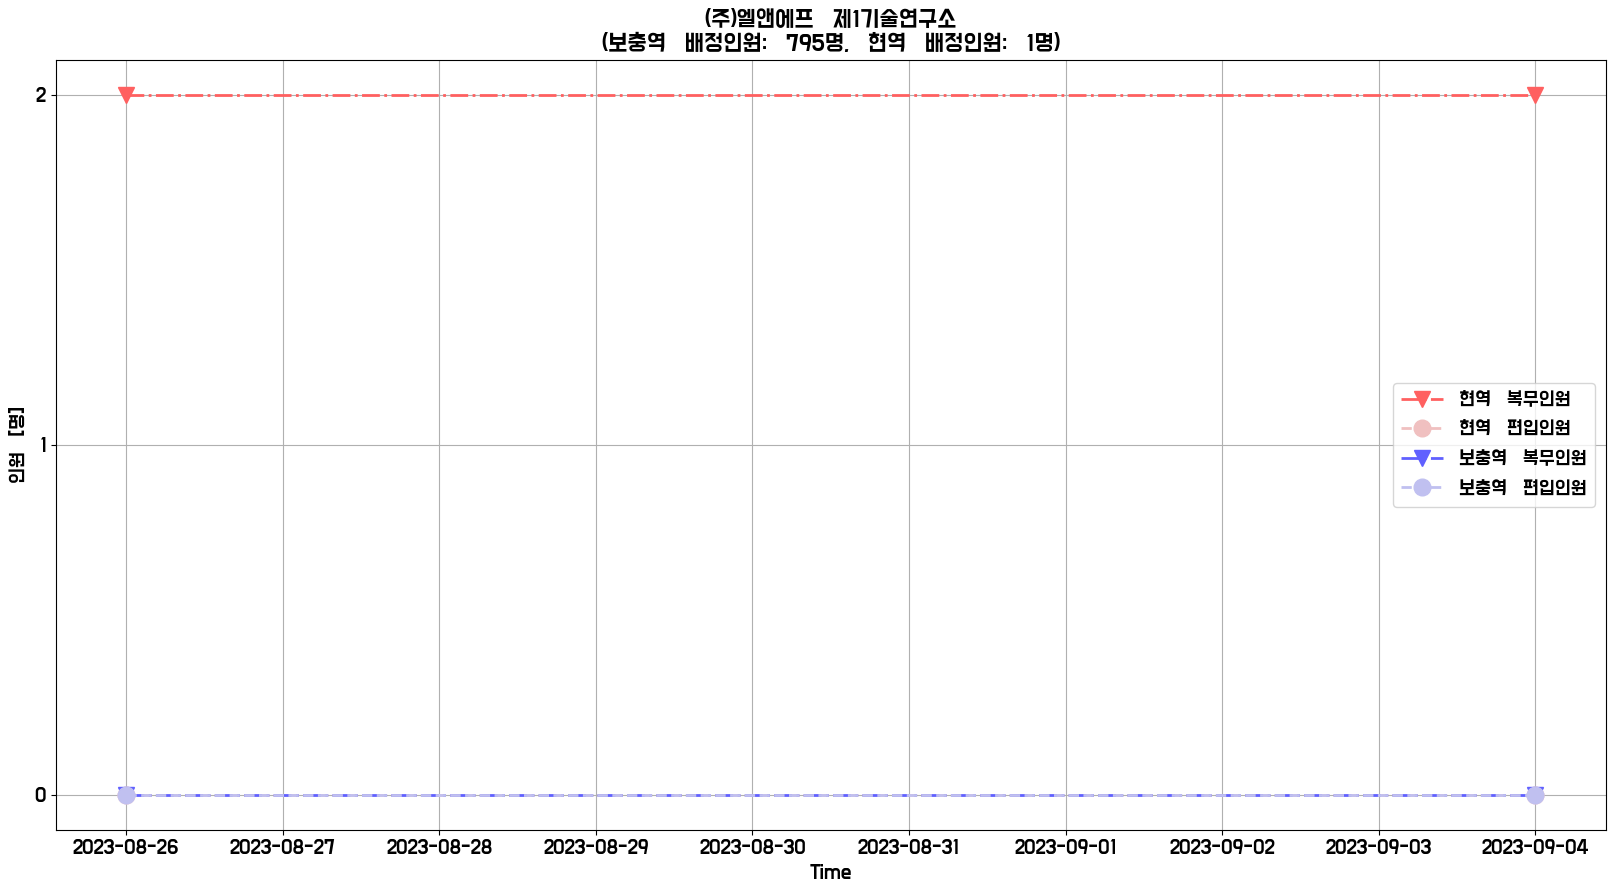 (주)엘앤에프 제1기술연구소
(보충역 배정인원: 795명, 현역 배정인원: 1명)
2
1
0
인원 [명]
현역 복무인원
현역 편입인원
보충역 복무인원
보충역 편입인원
2023-08-26 2023-08-27 2023-08-28 2023-08-29 2023-08-30 2023-08-31 2023-09-01 2023-09-02 2023-09-03 2023-09-04
Time